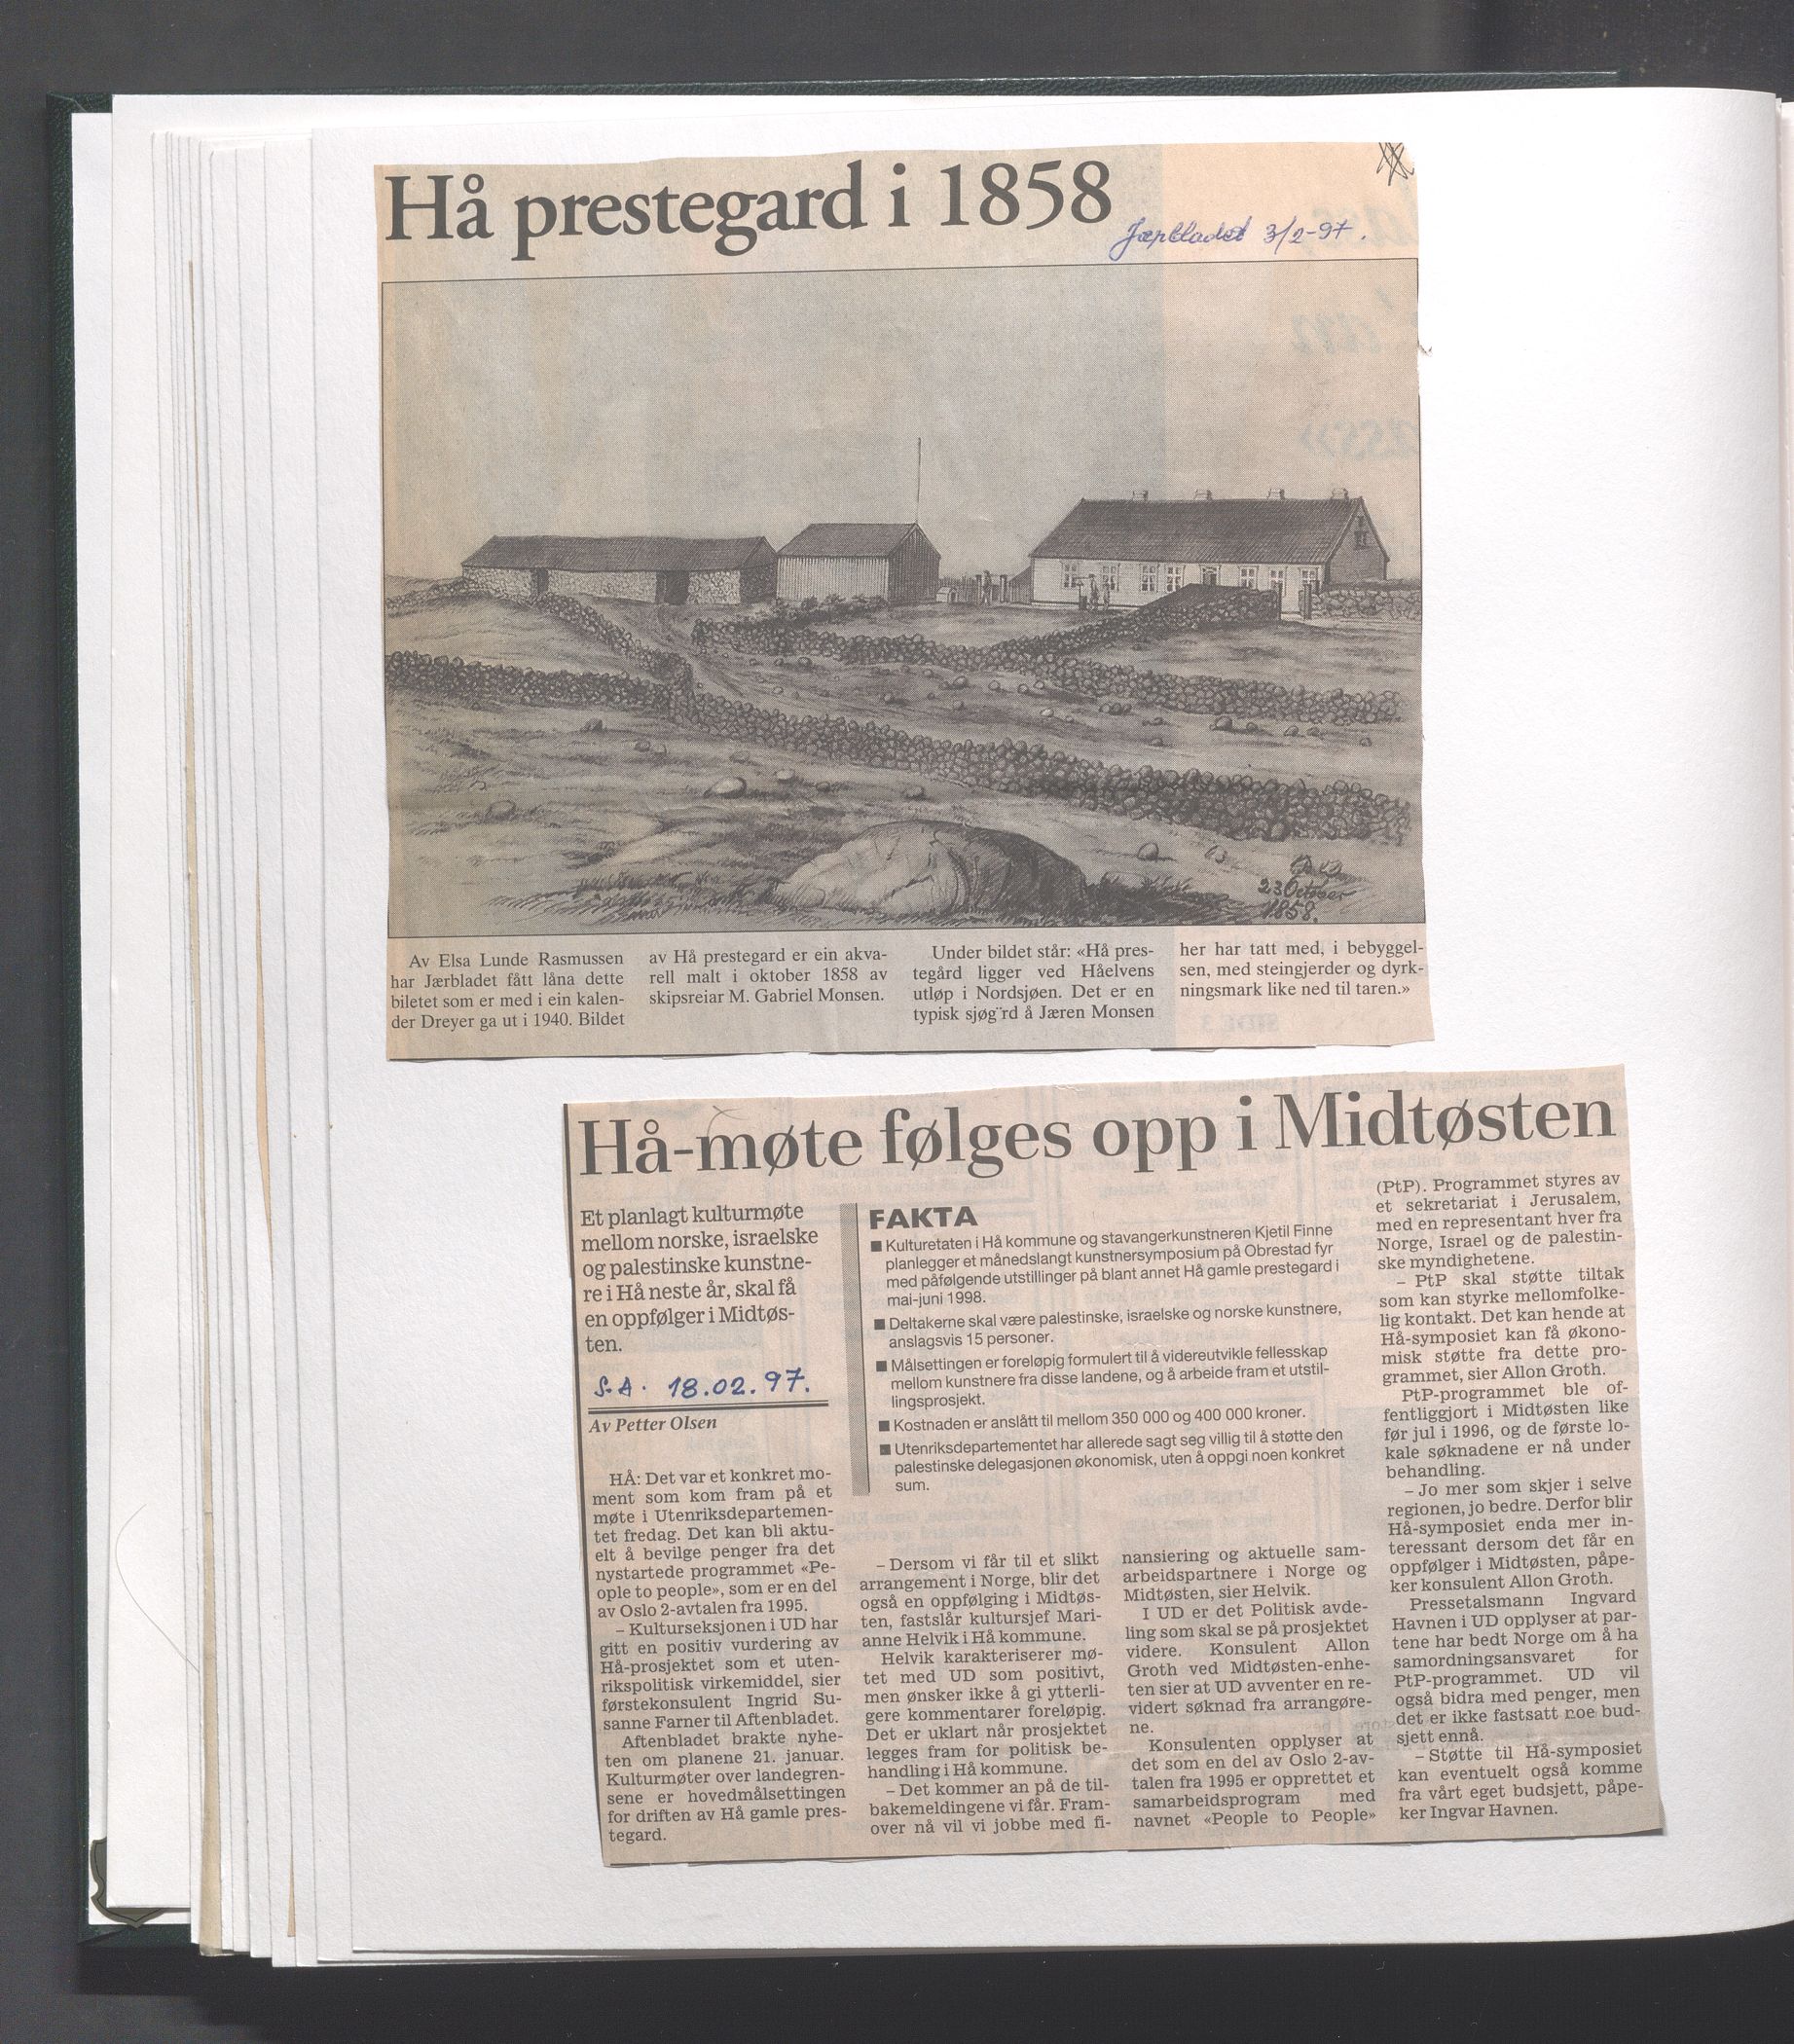 Hå prestegard i 1858
Jærbladet 3/2-97.
23 October
1858.
Av Elsa Lunde Rasmussen
har Jærbladet fått låna dette
biletet som er med i ein kalen-
der Dreyer ga ut i 1940. Bildet
av Hå prestegard er ein akva-
rell malt i oktober 1858 av
skipsreiar M. Gabriel Monsen.
Under bildet står: «Hå pres-
tegård ligger ved Håelvens
utløp i Nordsjøen. Det er en
typisk sjøg¨rd å Jæren Monsen
her har tatt med, i bebyggel-
sen, med steingjerder og dyrk-
ningsmark like ned til taren.»
Hå-møte følges opp i Midtøsten
Et planlagt kulturmøte
mellom norske, israelske
og palestinske kunstne-
re i Hå neste år, skal få
en oppfølger i Midtøs-
ten.
S.A. 18.02.97.
Av Petter Olsen
HÅ: Det var et konkret mo-
ment som kom fram på et
møte i Utenriksdepartemen-
tet fredag. Det kan bli aktu-
elt å bevilge penger fra det
nystartede programmet «Pe-
ople to people», som er en del
av Oslo 2-avtalen fra 1995.
– Kulturseksjonen i UD har
gitt en positiv vurdering av
Hå-prosjektet som et uten-
rikspolitisk virkemiddel, sier
førstekonsulent Ingrid Su-
sanne Farner til Aftenbladet.
Aftenbladet brakte nyhe-
ten om planene 21. januar.
Kulturmøter over landegren-
sene er hovedmålsettingen
for driften av Hå gamle pres-
tegard.
FAKTA
■ Kulturetaten i Hå kommune og stavangerkunstneren Kjetil Finne
planlegger et månedslangt kunstnersymposium på Obrestad fyr
med påfølgende utstillinger på blant annet Hå gamle prestegard i
mai-juni 1998.
■ Deltakerne skal være palestinske, israelske og norske kunstnere,
anslagsvis 15 personer.
■ Målsettingen er foreløpig formulert til å videreutvikle fellesskap
mellom kunstnere fra disse landene, og å arbeide fram et utstil-
lingsprosjekt.
■ Kostnaden er anslått til mellom 350 000 og 400 000 kroner.
■ Utenriksdepartementet har allerede sagt seg villig til å støtte den
palestinske delegasjonen økonomisk, uten å oppgi noen konkret
sum.
– Dersom vi får til et slikt
arrangement i Norge, blir det
også en oppfølging i Midtøs-
ten, fastslår kultursjef Mari-
anne Helvik i Hå kommune.
Helvik karakteriserer mø-
tet med UD som positivt,
men ønsker ikke å gi ytterli-
gere kommentarer foreløpig.
Det er uklart når prosjektet
legges fram for politisk be-
handling i Hå kommune.
– Det kommer an på de til-
bakemeldingene vi får. Fram-
over nå vil vi jobbe med fi-
nansiering og aktuelle sam-
arbeidspartnere i Norge og
Midtøsten, sier Helvik.
I UD er det Politisk avde-
ling som skal se på prosjektet
videre. Konsulent Allon
Groth ved Midtøsten-enhe-
ten sier at UD avventer en re-
vidert søknad fra arrangøre-
ne.
Konsulenten opplyser at
det som en del av Oslo 2-av-
talen fra 1995 er opprettet et
samarbeidsprogram med
navnet «People to People»
(PtP). Programmet styres av
et sekretariat i Jerusalem,
med en representant hver fra
Norge, Israel og de palestin-
ske myndighetene.
– PtP skal støtte tiltak
som kan styrke mellomfolke-
lig kontakt. Det kan hende at
Hå-symposiet kan få økono-
misk støtte fra dette pro-
grammet, sier Allon Groth.
PtP-programmet ble of-
fentliggjort i Midtøsten like
før jul i 1996, og de første lo-
kale søknadene er nå under
behandling.
– Jo mer som skjer i selve
regionen, jo bedre. Derfor blir
Hå-symposiet enda mer in-
teressant dersom det får en
oppfølger i Midtøsten, påpe-
ker konsulent Allon Groth.
Pressetalsmann Ingvard
Havnen i UD opplyser at par-
tene har bedt Norge om å ha
samordningsansvaret for
PtP-programmet. UD vil
også bidra med penger, men
det er ikke fastsatt noe bud-
sjett ennå.
– Støtte til Hå-symposiet
kan eventuelt også komme
fra vårt eget budsjett, påpe-
ker Ingvar Havnen.